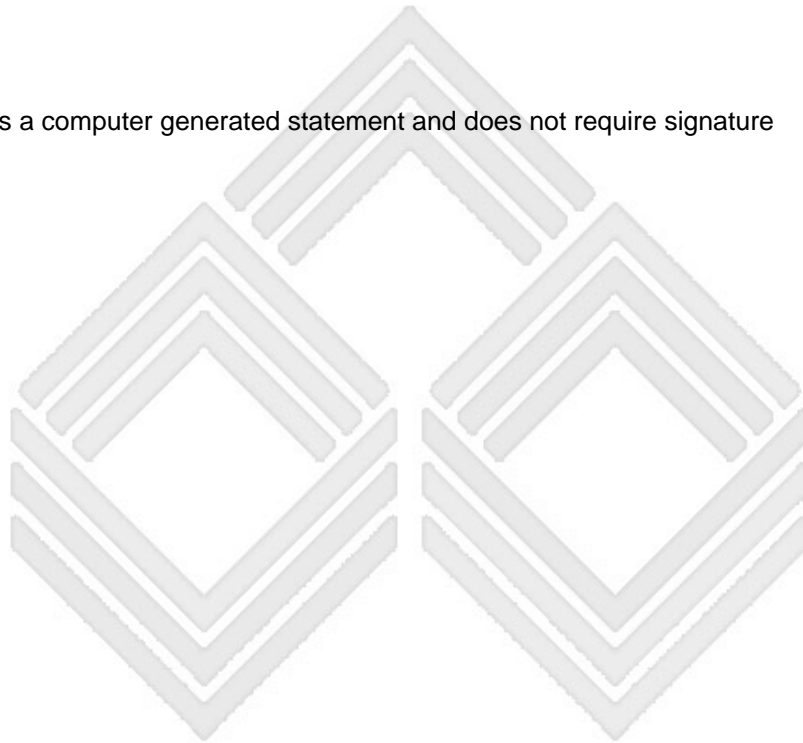 s a computer generated statement and does not require signature